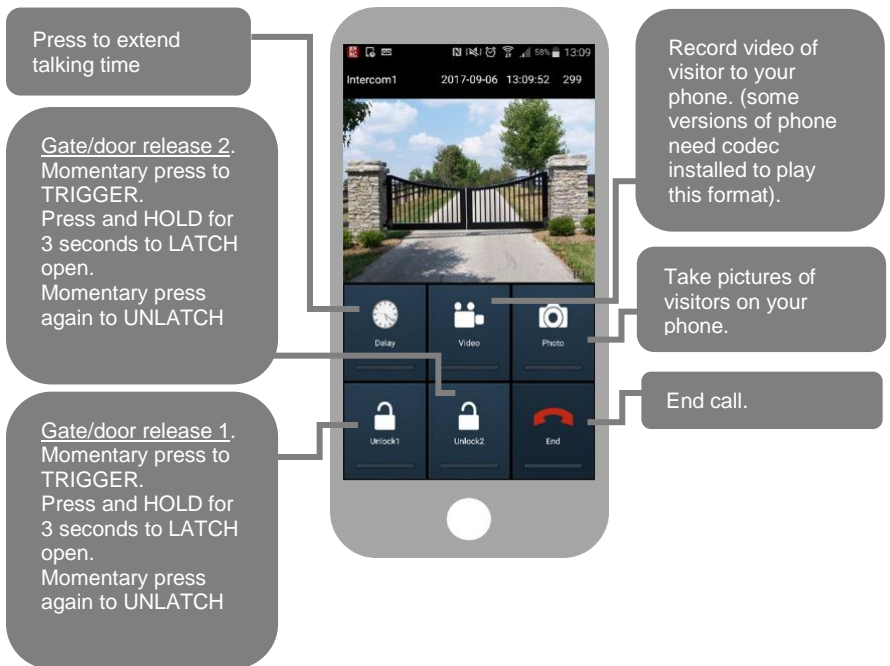 Press to extend
talking time
Gate/door release 2.
Momentary press to
TRIGGER.
Press and HOLD for
3 seconds to LATCH
open.
Momentary press
again to UNLATCH
Gate/door release 1.
Momentary press to
TRIGGER.
Press and HOLD for
3 seconds to LATCH
open.
Momentary press
again to UNLATCH
58% 13:09
Intercom1 2017-09-06 13:09:52 299
Delay Video Photo
Unlock1 Unlock2 End
Record video of
visitor to your
phone. (some
versions of phone
need codec
installed to play
this format).
Take pictures of
visitors on your
phone.
End call.